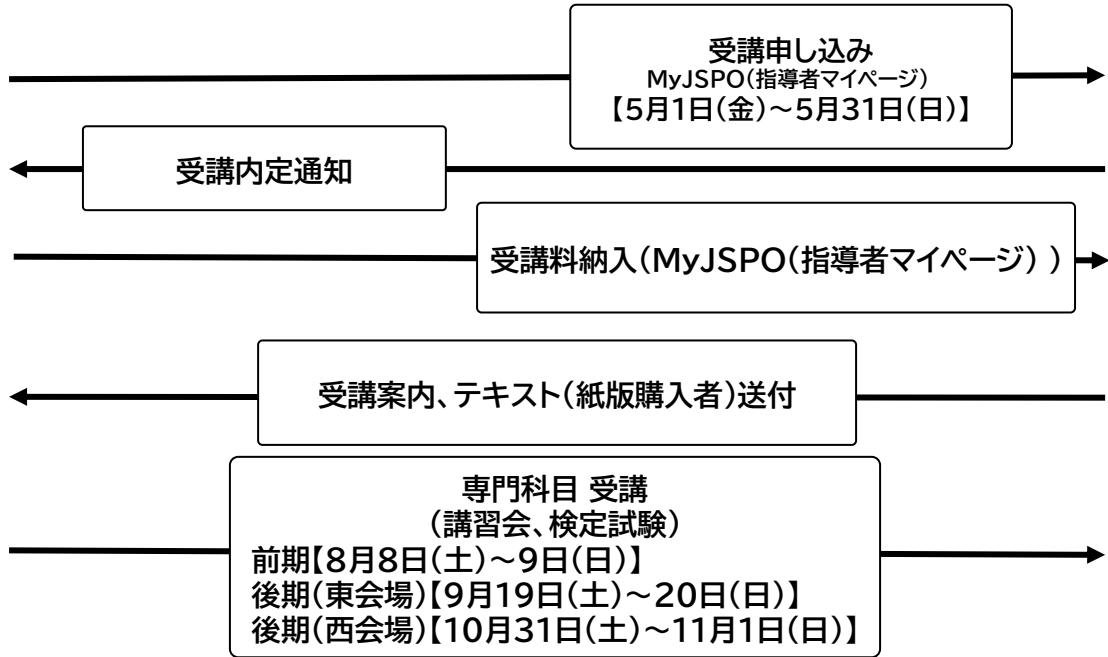 受講申し込み
MyJSPO(指導者マイページ)
【5月1日(金)～5月31日(日)】
受講内定通知
受講料納入(MyJSPO(指導者マイページ) )
受講案内、テキスト(紙版購入者)送付
専門科目 受講
(講習会、検定試験)
前期【8月8日(土)～9日(日)】
後期(東会場)【9月19日(土)～20日(日)】
後期(西会場)【10月31日(土)～11月1日(日)】